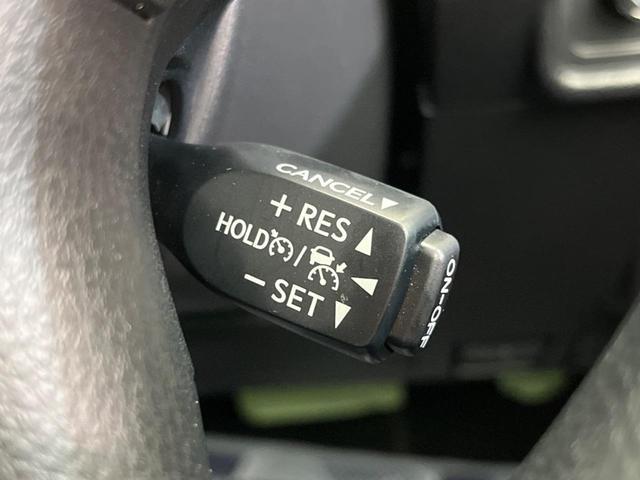 CANCEL▼
+ RES ▲
HOLD /
− SET ▼
ON-OFF